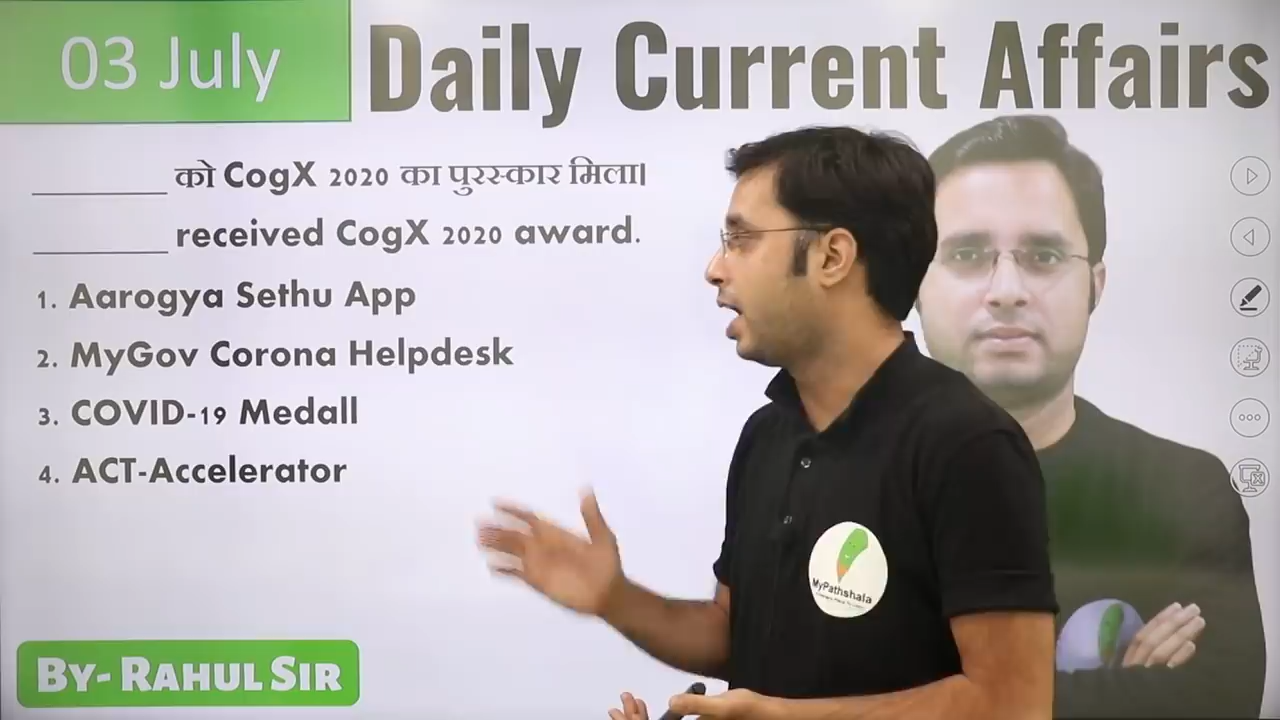 03 July
Daily Current Affairs
________ को CogX 2020 का पुरस्कार मिला।
________ received CogX 2020 award.
1. Aarogya Sethu App
2. MyGov Corona Helpdesk
3. COVID-19 Medall
4. ACT-Accelerator
MyPathshala
By- Rahul Sir